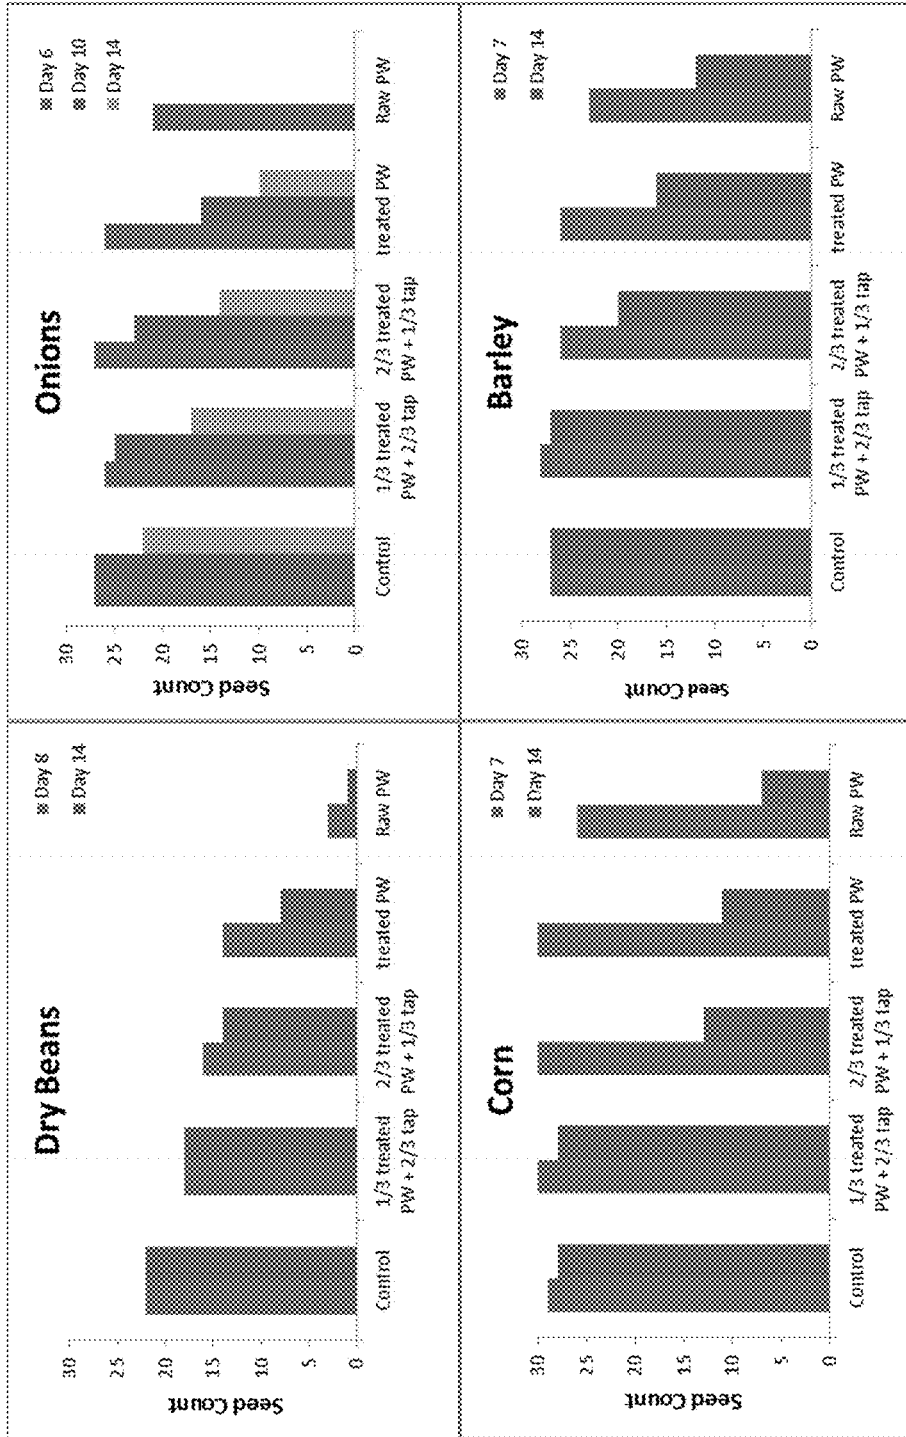 Dry Beans
■ Day 8
■ Day 14
Seed Count
30
25
20
15
10
5
0
Control
1/3 treated
PW + 2/3 tap
2/3 treated
PW + 1/3 tap
treated PW
Raw PW
Onions
■ Day 6
■ Day 10
■ Day 14
Seed Count
30
25
20
15
10
5
0
Control
1/3 treated
PW + 2/3 tap
2/3 treated
PW + 1/3 tap
treated PW
Raw PW
Corn
■ Day 7
■ Day 14
Seed Count
30
25
20
15
10
5
0
Control
1/3 treated
PW + 2/3 tap
2/3 treated
PW + 1/3 tap
treated PW
Raw PW
Barley
■ Day 7
■ Day 14
Seed Count
30
25
20
15
10
5
0
Control
1/3 treated
PW + 2/3 tap
2/3 treated
PW + 1/3 tap
treated PW
Raw PW